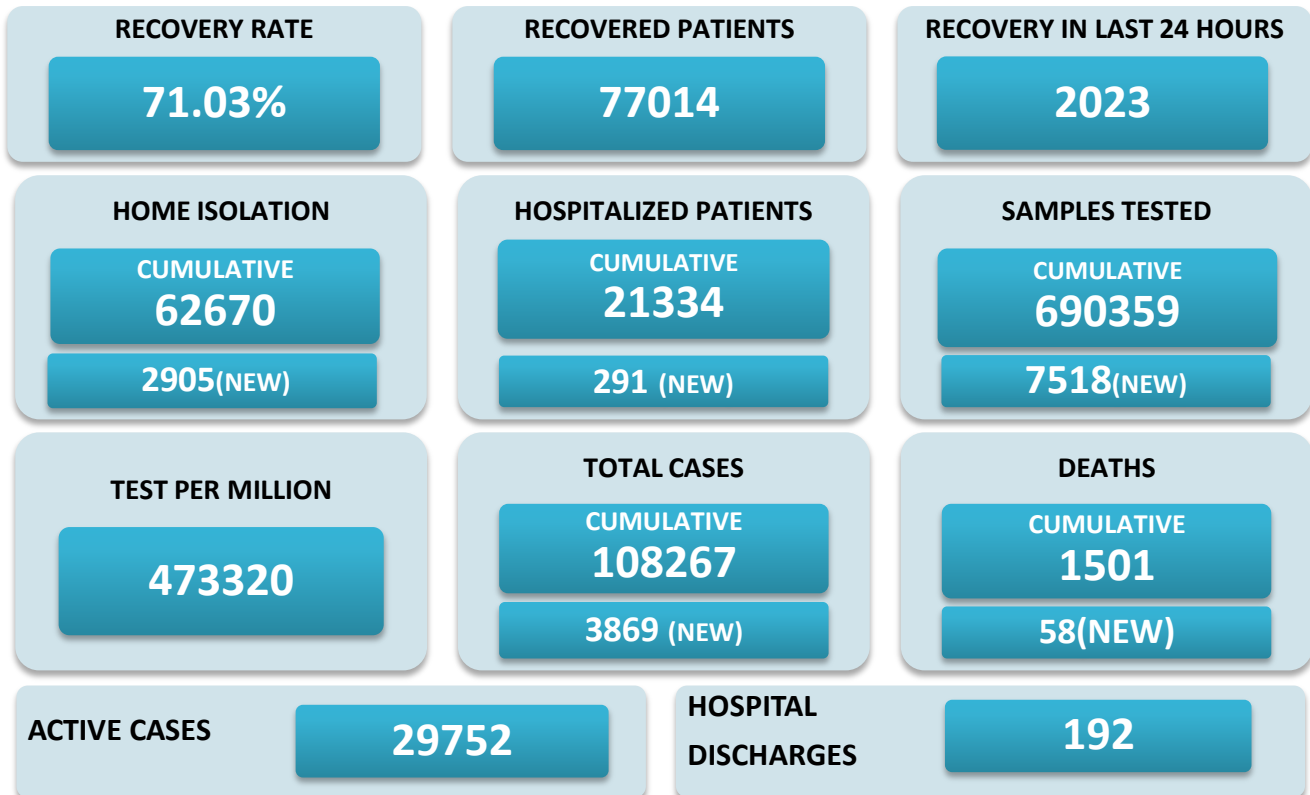 RECOVERY RATE
71.03%
RECOVERED PATIENTS
77014
RECOVERY IN LAST 24 HOURS
2023
HOME ISOLATION
CUMULATIVE
62670
2905(NEW)
HOSPITALIZED PATIENTS
CUMULATIVE
21334
291 (NEW)
SAMPLES TESTED
CUMULATIVE
690359
7518(NEW)
TEST PER MILLION
473320
TOTAL CASES
CUMULATIVE
108267
3869 (NEW)
DEATHS
CUMULATIVE
1501
58(NEW)
ACTIVE CASES
29752
HOSPITAL
DISCHARGES
192